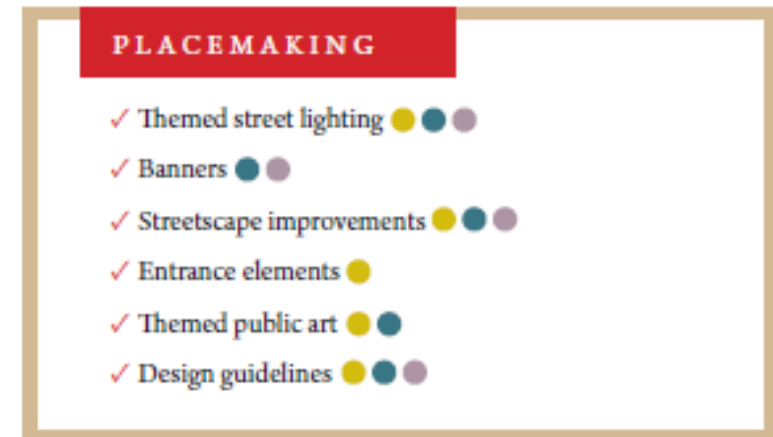 PLACEMAKING
✓ Themed street lighting
✓ Banners
✓ Streetscape improvements
✓ Entrance elements
✓ Themed public art
✓ Design guidelines